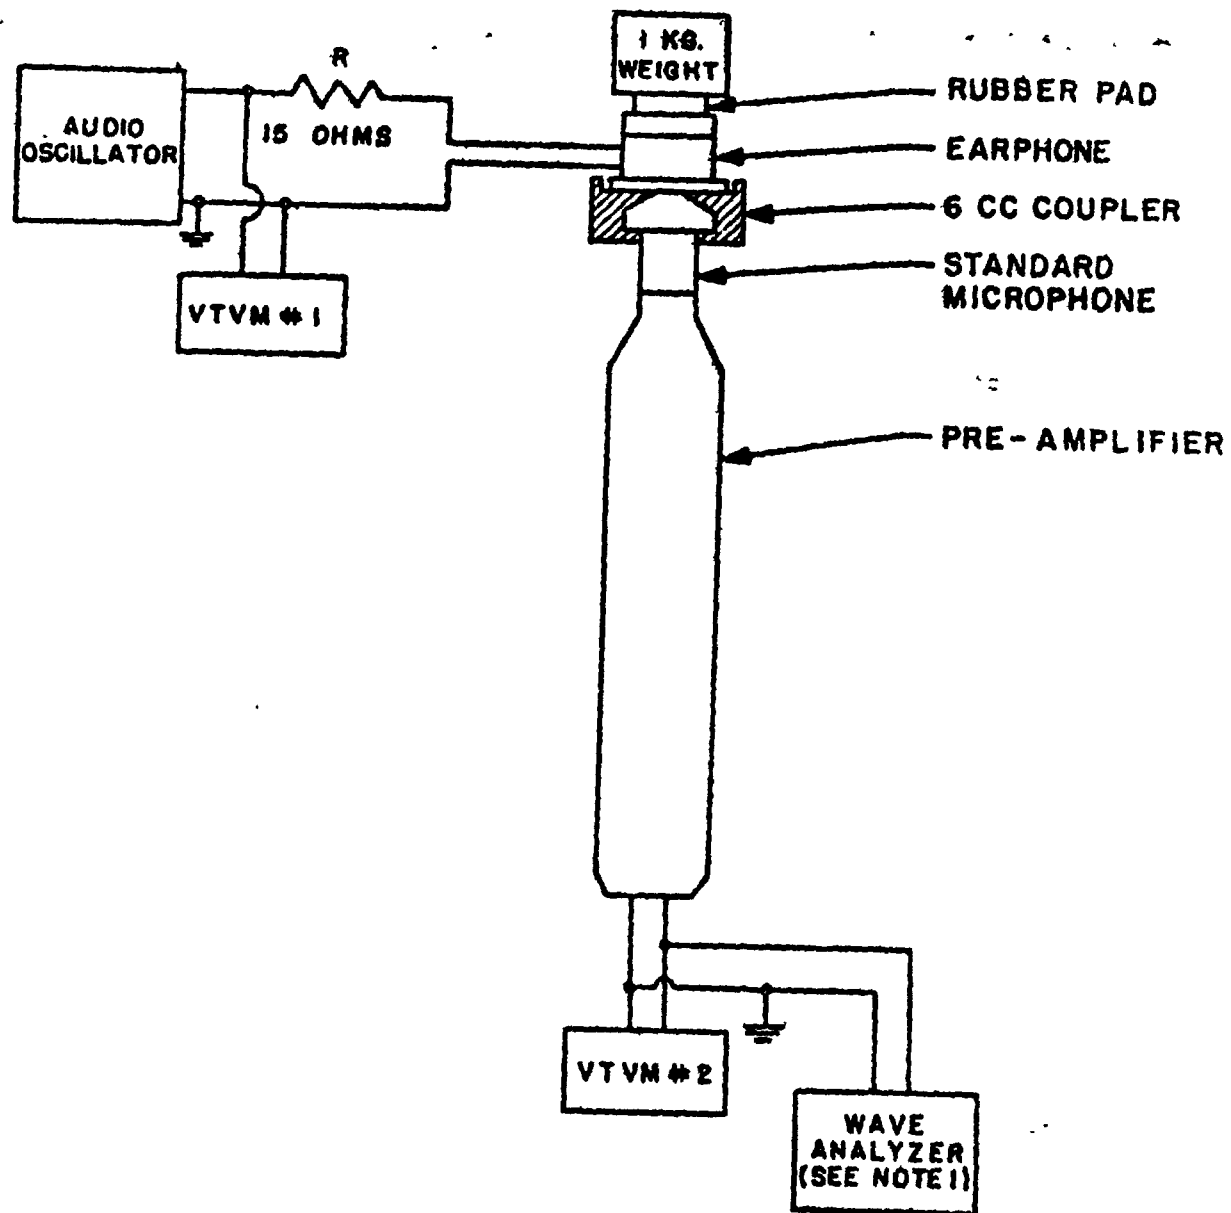 1 KG.
WEIGHT
R
15 OHMS
AUDIO
OSCILLATOR
VTVM # 1
RUBBER PAD
EARPHONE
6 CC COUPLER
STANDARD
MICROPHONE
PRE-AMPLIFIER
VTVM # 2
WAVE
ANALYZER
(SEE NOTE 1)